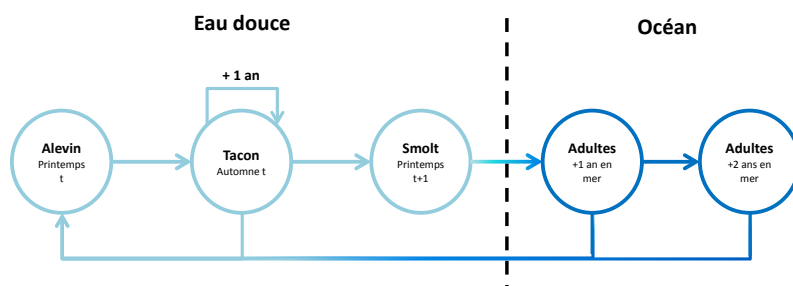 Eau douce
Océan
+ 1 an
Alevin
Printemps
t
Tacon
Automne t
Smolt
Printemps
t+1
Adultes
+1 an en
mer
Adultes
+2 ans en
mer